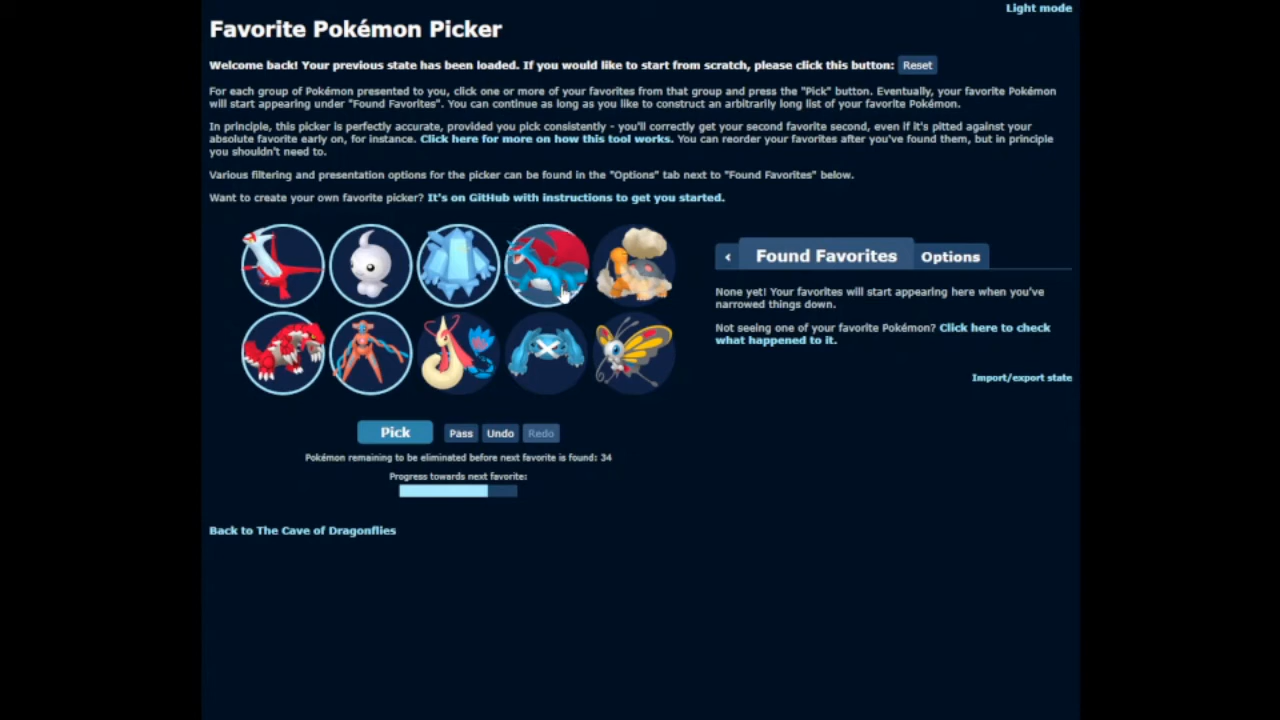 Light mode
Favorite Pokémon Picker
Welcome back! Your previous state has been loaded. If you would like to start from scratch, please click this button: Reset
For each group of Pokémon presented to you, click one or more of your favorites from that group and press the "Pick" button. Eventually, your favorite Pokémon
will start appearing under "Found Favorites". You can continue as long as you like to construct an arbitrarily long list of your favorite Pokémon.
In principle, this picker is perfectly accurate, provided you pick consistently - you'll correctly get your second favorite second, even if it's pitted against your
absolute favorite early on, for instance. Click here for more on how this tool works. You can reorder your favorites after you've found them, but in principle
you shouldn't need to.
Various filtering and presentation options for the picker can be found in the "Options" tab next to "Found Favorites" below.
Want to create your own favorite picker? It's on GitHub with instructions to get you started.
‹ Found Favorites Options
None yet! Your favorites will start appearing here when you've
narrowed things down.
Not seeing one of your favorite Pokémon? Click here to check
what happened to it.
Import/export state
Pick Pass Undo Redo
Pokémon remaining to be eliminated before next favorite is found: 34
Progress towards next favorite:
Back to The Cave of Dragonflies